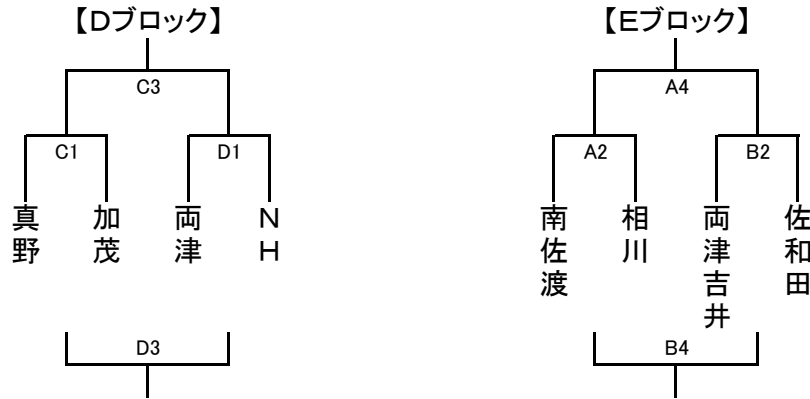 【Dブロック】
C3
C1
D1
真野
加茂
両津
NH
D3
【Eブロック】
A4
A2
B2
南佐渡
相川
両津吉井
佐和田
B4